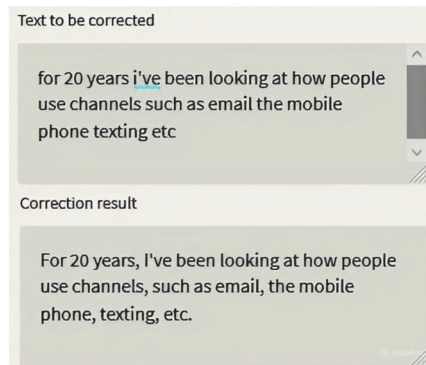 Text to be corrected
for 20 years i've been looking at how people
use channels such as email the mobile
phone texting etc
Correction result
For 20 years, I've been looking at how people
use channels, such as email, the mobile
phone, texting, etc.